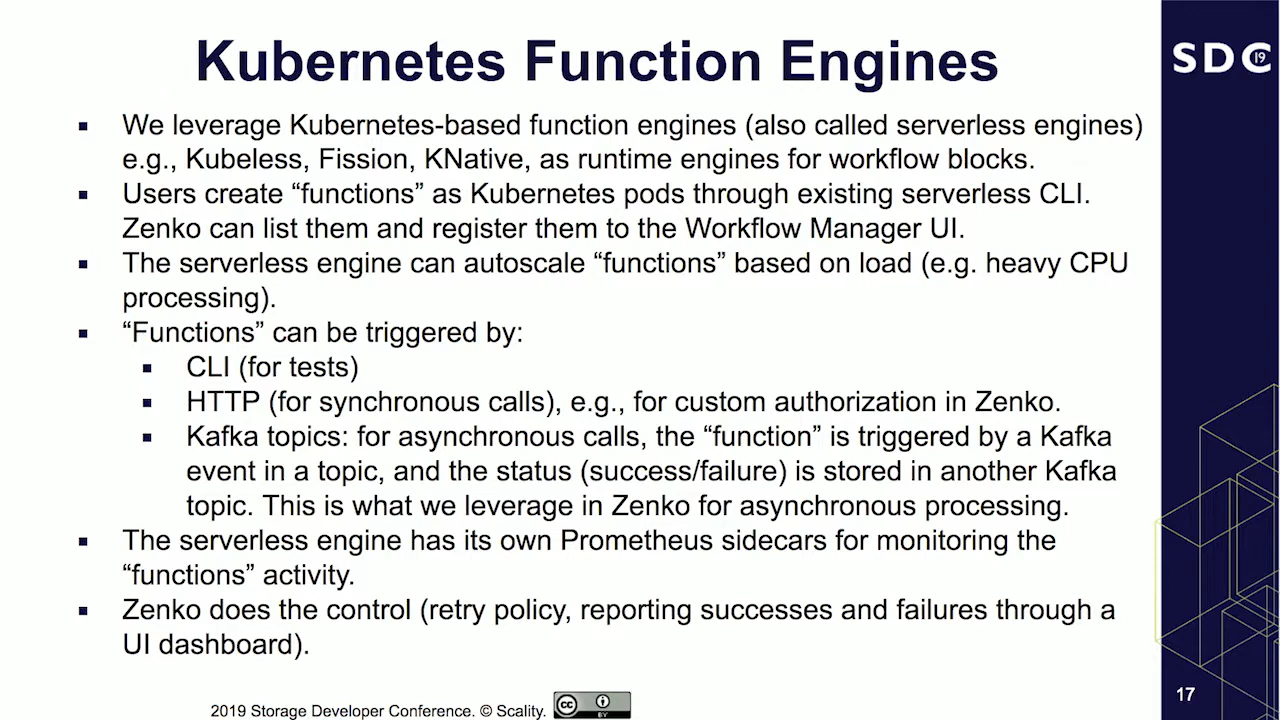 Kubernetes Function Engines
SDC
19
▪ We leverage Kubernetes-based function engines (also called serverless engines)
e.g., Kubeless, Fission, KNative, as runtime engines for workflow blocks.
▪ Users create “functions” as Kubernetes pods through existing serverless CLI.
Zenko can list them and register them to the Workflow Manager UI.
▪ The serverless engine can autoscale “functions” based on load (e.g. heavy CPU
processing).
▪ “Functions” can be triggered by:
▪ CLI (for tests)
▪ HTTP (for synchronous calls), e.g., for custom authorization in Zenko.
▪ Kafka topics: for asynchronous calls, the “function” is triggered by a Kafka
event in a topic, and the status (success/failure) is stored in another Kafka
topic. This is what we leverage in Zenko for asynchronous processing.
▪ The serverless engine has its own Prometheus sidecars for monitoring the
“functions” activity.
▪ Zenko does the control (retry policy, reporting successes and failures through a
UI dashboard).
17
2019 Storage Developer Conference. © Scality.
cc
BY